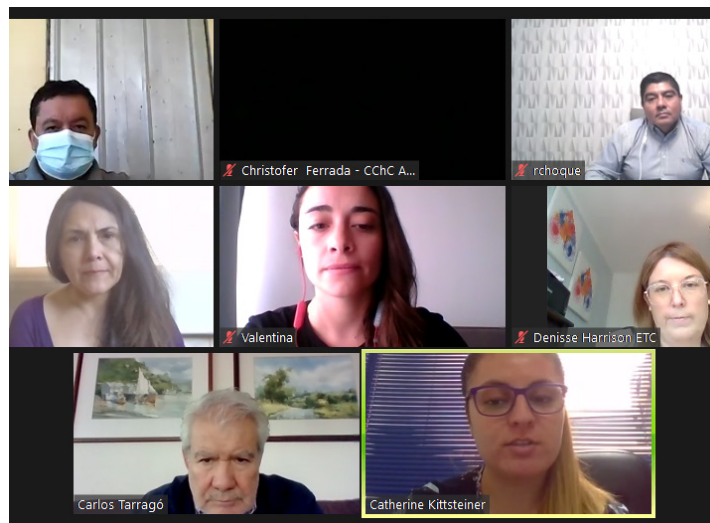 Christofer Ferrada - CChC A...
rchoque
Valentina
Denisse Harrison ETC
Carlos Tarragó
Catherine Kittsteiner